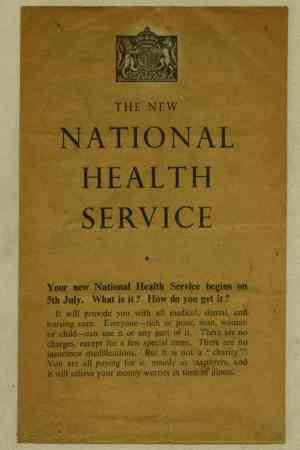 THE NEW
NATIONAL
HEALTH
SERVICE
Your new National Health Service begins on
5th July. What is it? How do you get it?
It will provide you with all medical, dental, and
nursing care. Everyone—rich or poor, man, woman
or child—can use it or any part of it. There are no
charges, except for a few special items. There are no
insurance qualifications. But it is not a "charity".
You are all paying for it, mainly as taxpayers, and
it will relieve your money worries in time of illness.